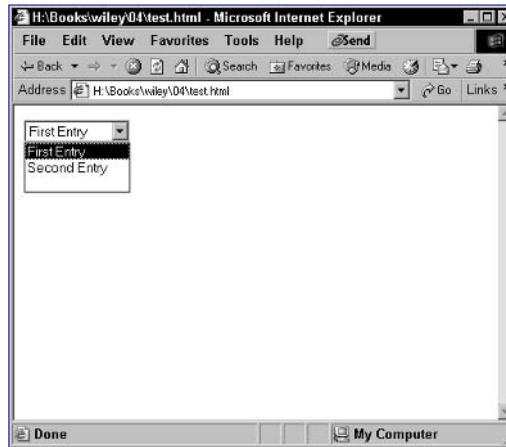 H:\Books\wiley\04\test.html - Microsoft Internet Explorer
File Edit View Favorites Tools Help Send
Back Search Favorites Media
Address H:\Books\wiley\04\test.html Go Links
First Entry
First Entry
Second Entry
Done My Computer